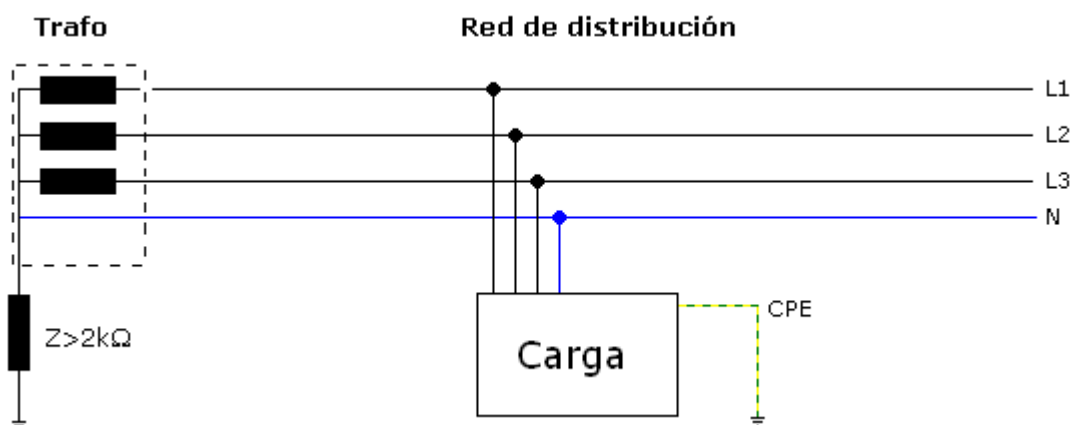 Trafo
Red de distribución
L1
L2
L3
N
Z>2kΩ
CPE
Carga